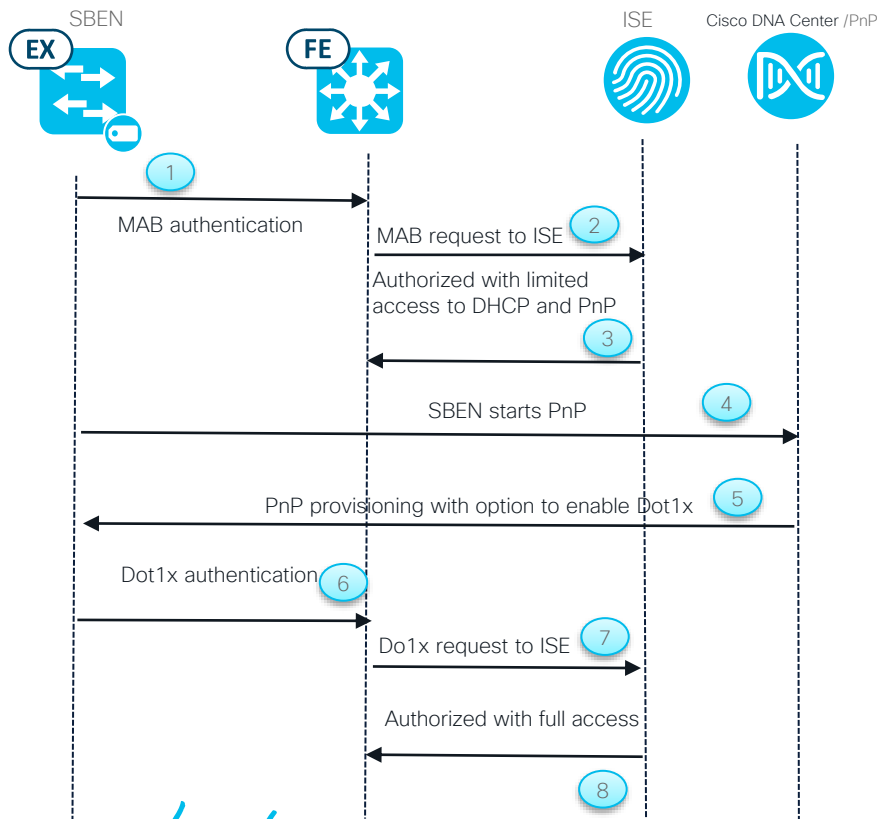 SBEN
ISE
Cisco DNA Center /PnP
EX
FE
1
MAB authentication
2
MAB request to ISE
Authorized with limited
access to DHCP and PnP
3
4
SBEN starts PnP
5
PnP provisioning with option to enable Dot1x
Dot1x authentication
6
7
Do1x request to ISE
Authorized with full access
8